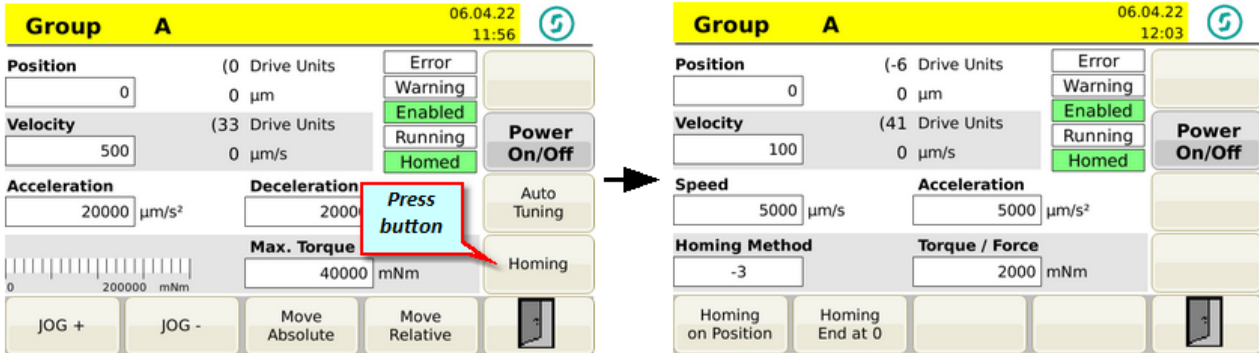 Group A
06.04.22
11:56
Position
(0 Drive Units
0
0 µm
Error
Warning
Enabled
Running
Homed
Velocity
(33 Drive Units
500
0 µm/s
Power
On/Off
Acceleration
20000 µm/s²
Deceleration
2000
Press
button
Auto
Tuning
Max. Torque
0 200000 mNm
40000 mNm
Homing
JOG +
JOG -
Move
Absolute
Move
Relative
Group A
06.04.22
12:03
Position
(-6 Drive Units
0
0 µm
Error
Warning
Enabled
Running
Homed
Velocity
(41 Drive Units
100
0 µm/s
Power
On/Off
Speed
5000 µm/s
Acceleration
5000 µm/s²
Homing Method
-3
Torque / Force
2000 mNm
Homing
on Position
Homing
End at 0